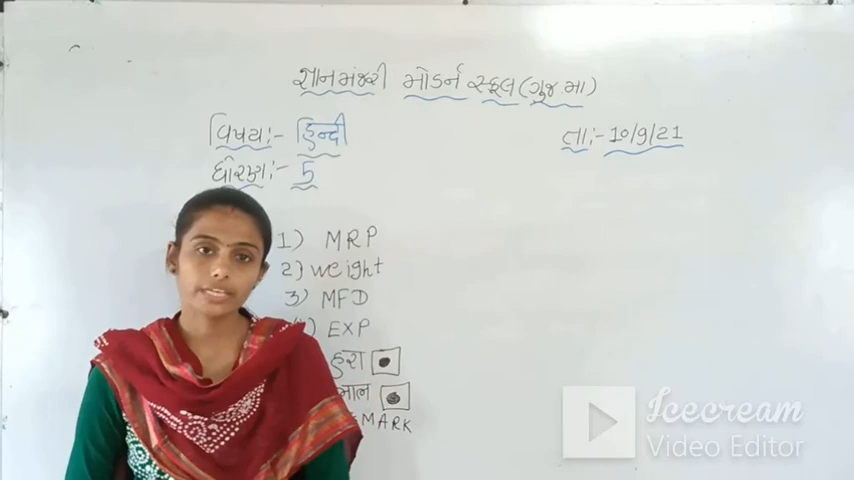 જ્ઞાનમંજરી મોડર્ન સ્કૂલ (ગુજ.મા)
વિષય:- हिन्दी
તા:- 10/9/21
ધોરણ:- 5
1) MRP
2) weight
3) MFD
) EXP
हरा
लाल
MARK
Icecream
Video Editor